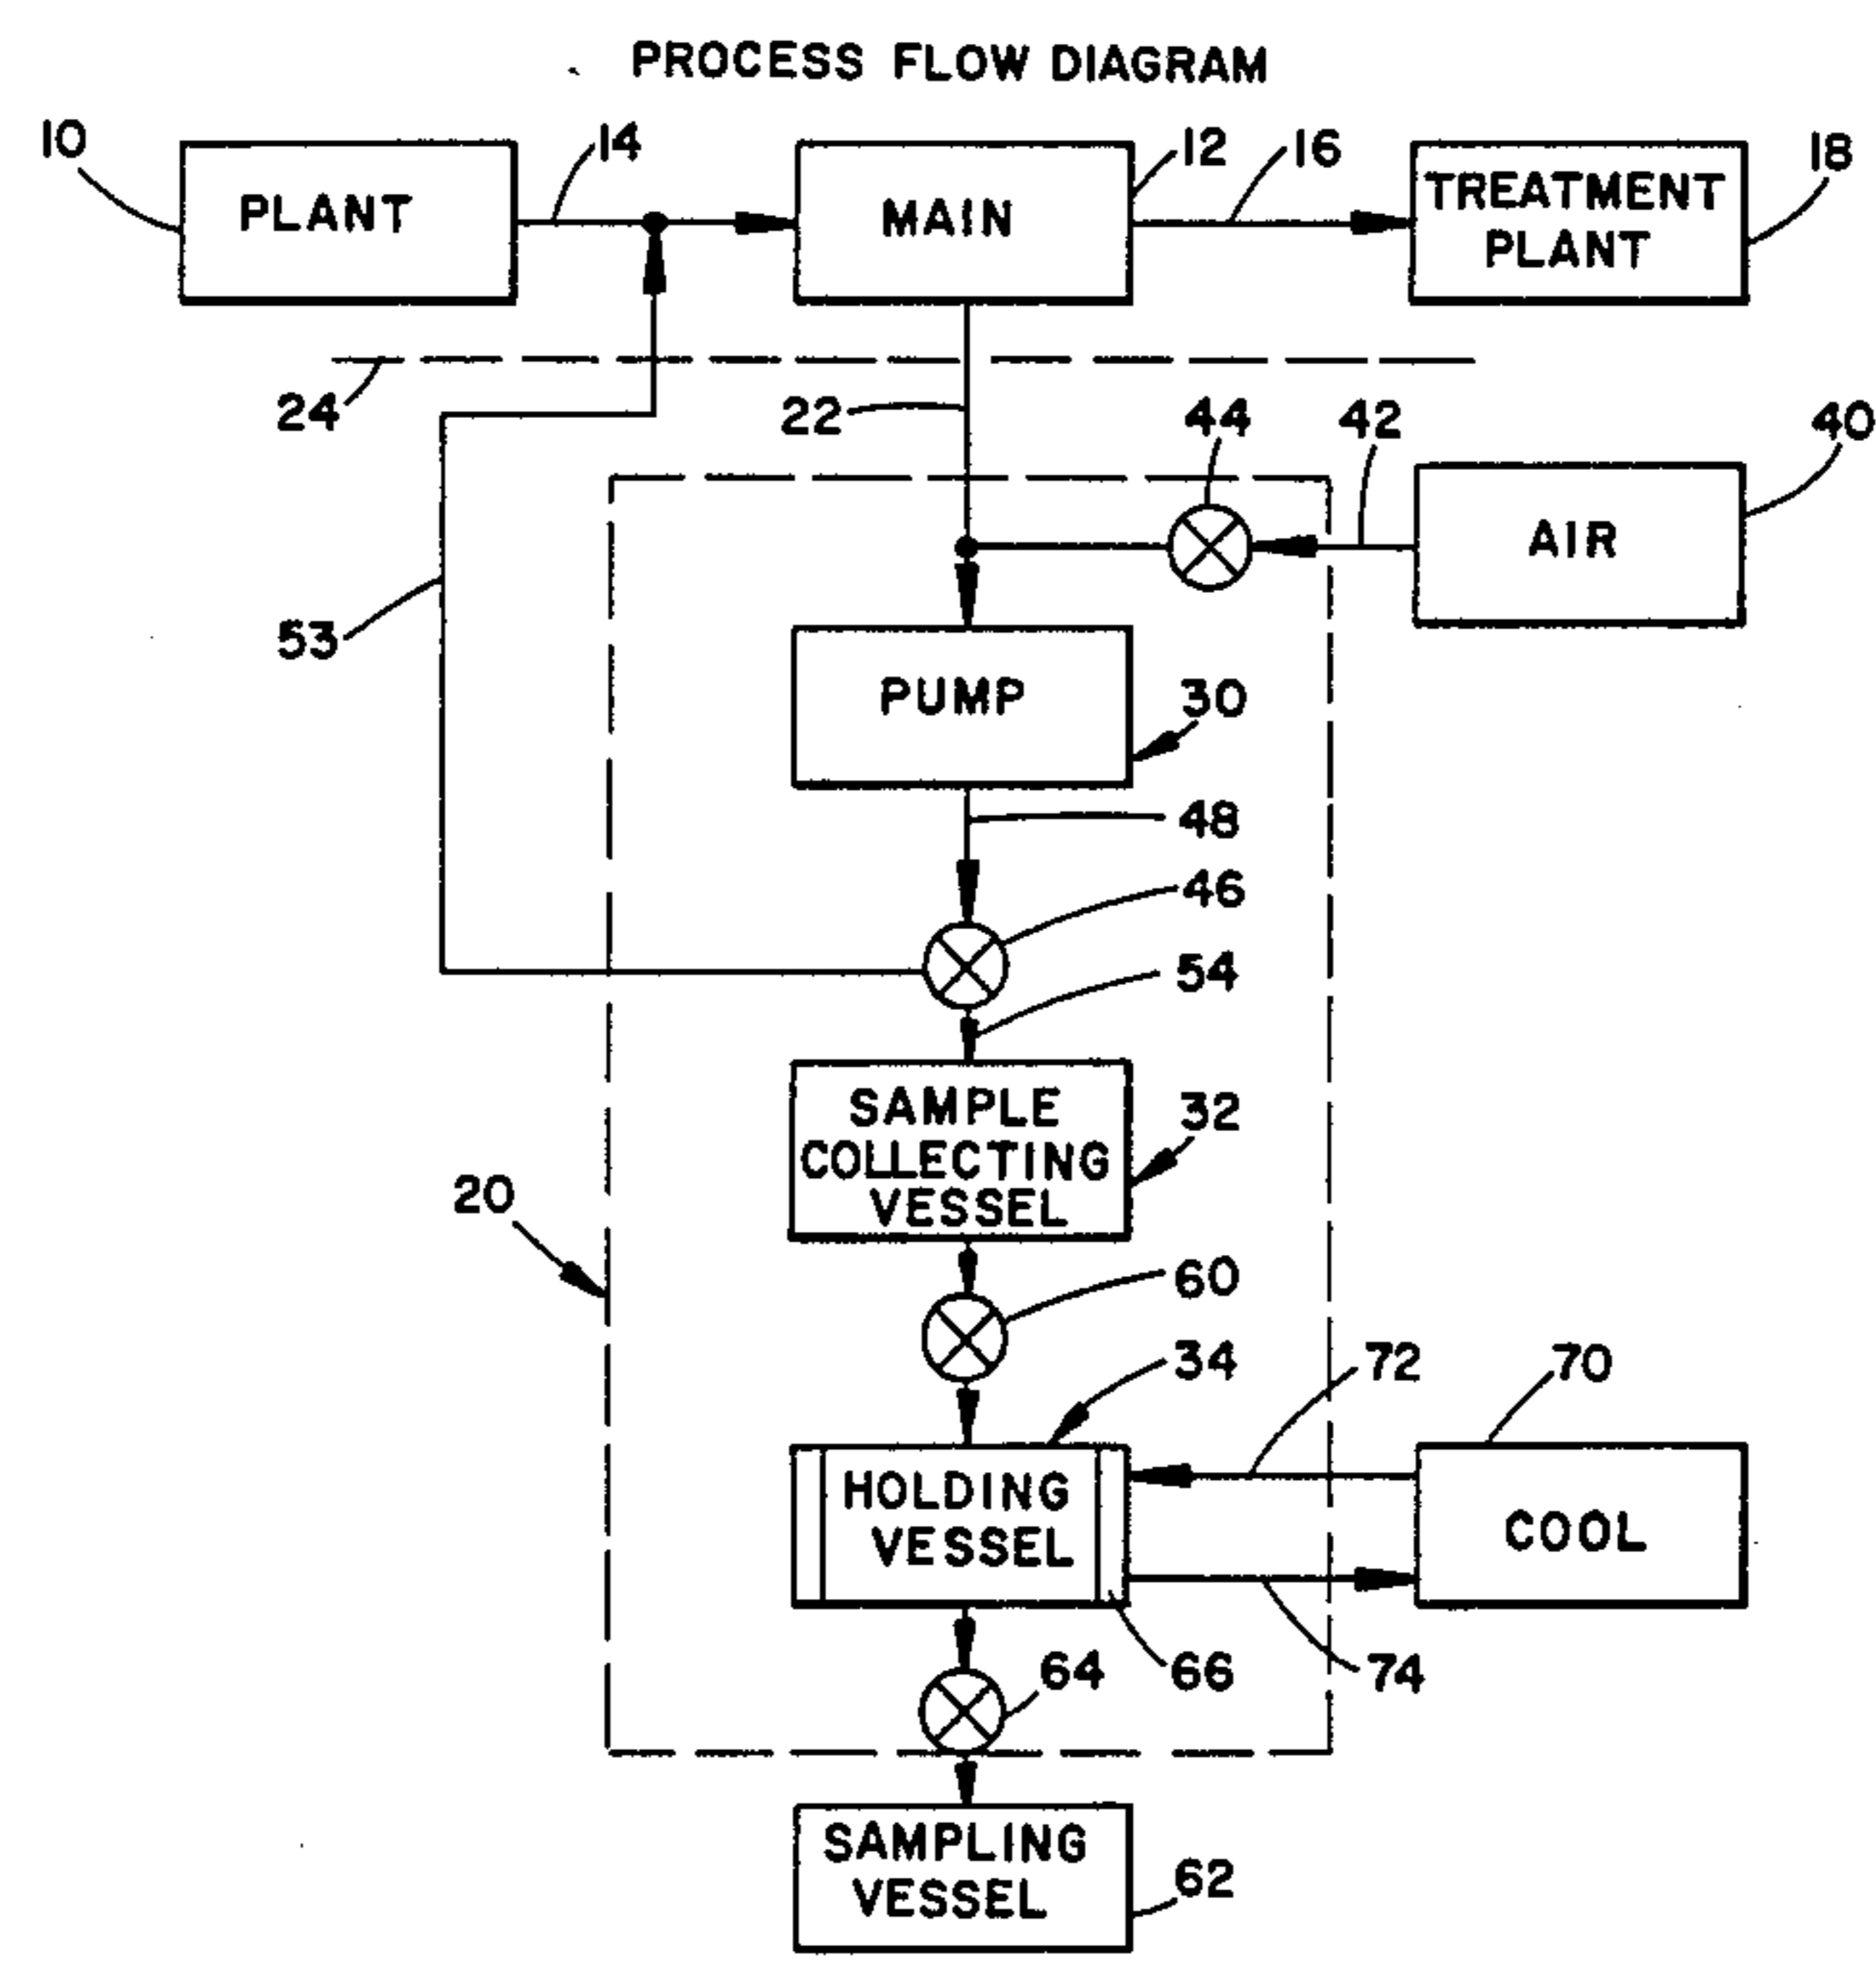 PROCESS FLOW DIAGRAM
10
14
12
16
18
PLANT
MAIN
TREATMENT
PLANT
24
22
44
42
40
AIR
53
PUMP
30
48
46
54
SAMPLE
COLLECTING
VESSEL
32
20
60
34
72
70
HOLDING
VESSEL
COOL
64
66
74
SAMPLING
VESSEL
62